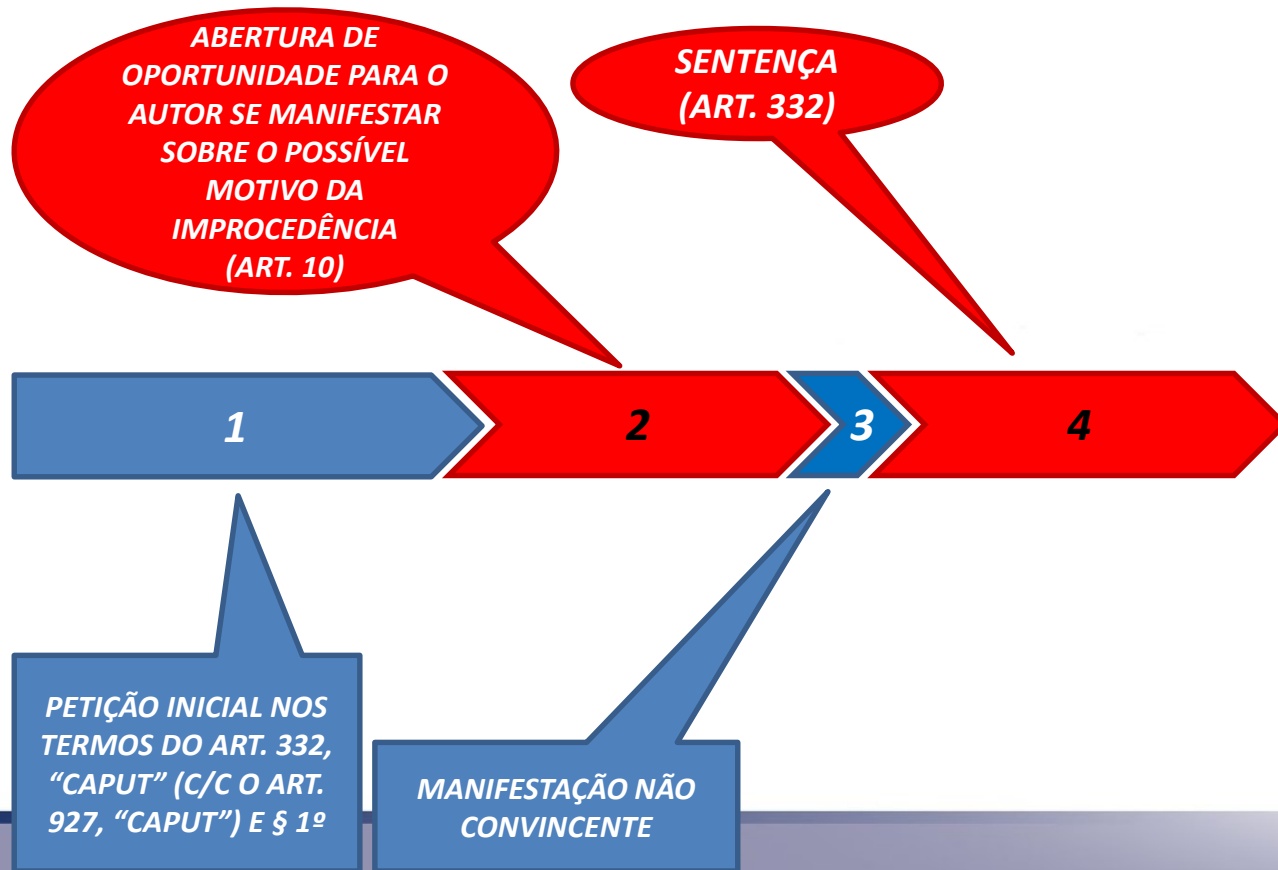 ABERTURA DE
OPORTUNIDADE PARA O
AUTOR SE MANIFESTAR
SOBRE O POSSÍVEL
MOTIVO DA
IMPROCEDÊNCIA
(ART. 10)
SENTENÇA
(ART. 332)
1
2
3
4
PETIÇÃO INICIAL NOS
TERMOS DO ART. 332,
“CAPUT” (C/C O ART.
927, “CAPUT”) E § 1º
MANIFESTAÇÃO NÃO
CONVINCENTE